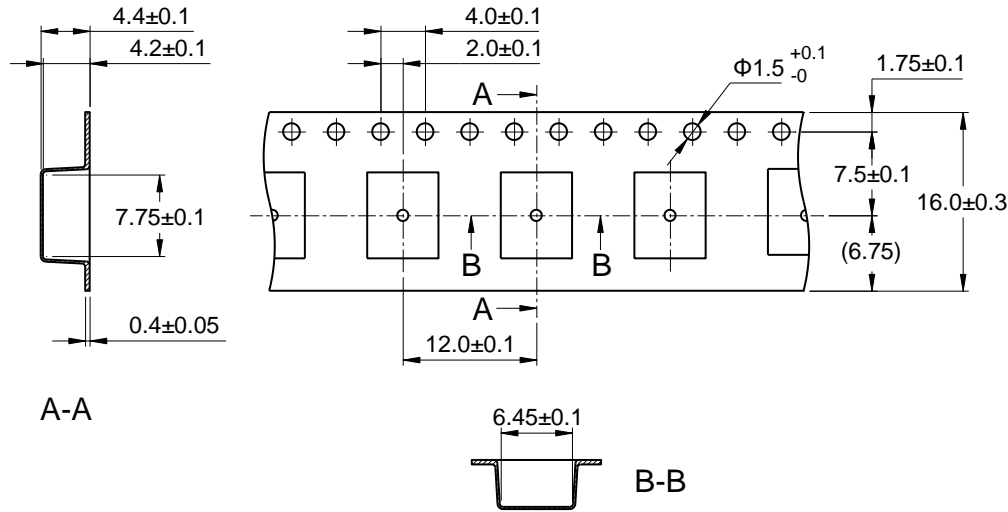 4.4±0.1
4.2±0.1
4.0±0.1
2.0±0.1
Φ1.5 +0.1 -0
1.75±0.1
A
7.5±0.1
16.0±0.3
7.75±0.1
(6.75)
B
B
A
0.4±0.05
12.0±0.1
A-A
6.45±0.1
B-B